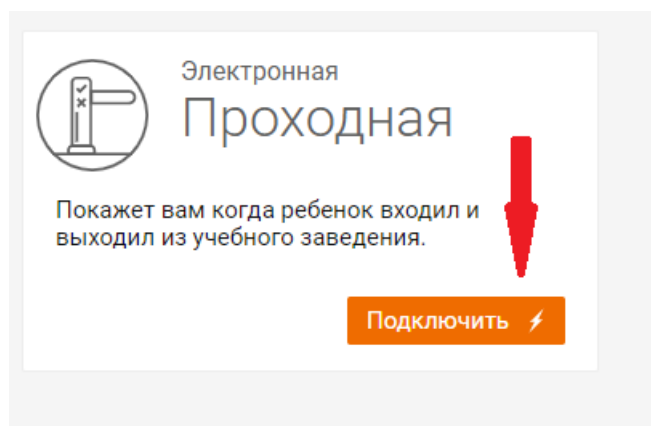 Электронная
Проходная
Покажет вам когда ребенок входил и
выходил из учебного заведения.
Подключить